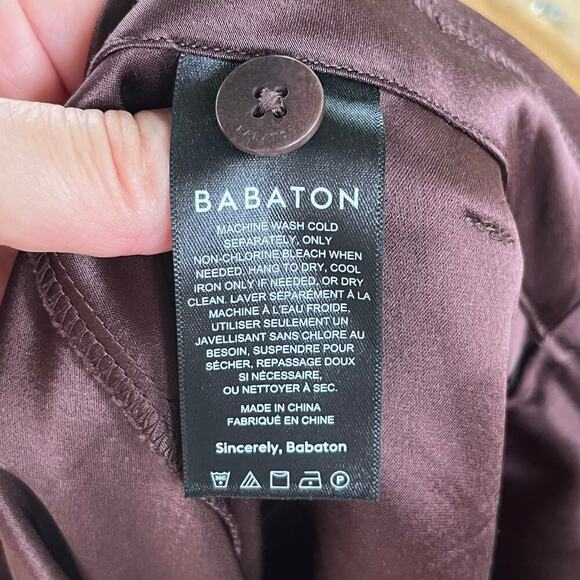 BABATON
BABATON
MACHINE WASH COLD
SEPARATELY, ONLY
NON-CHLORINE BLEACH WHEN
NEEDED, HANG TO DRY, COOL
IRON ONLY IF NEEDED, OR DRY
CLEAN. LAVER SÉPARÉMENT À LA
MACHINE À L'EAU FROIDE,
UTILISER SEULEMENT UN
JAVELLISANT SANS CHLORE AU
BESOIN, SUSPENDRE POUR
SÉCHER, REPASSAGE DOUX
SI NÉCESSAIRE,
OU NETTOYER À SEC.
MADE IN CHINA
FABRIQUÉ EN CHINE
Sincerely, Babaton
P